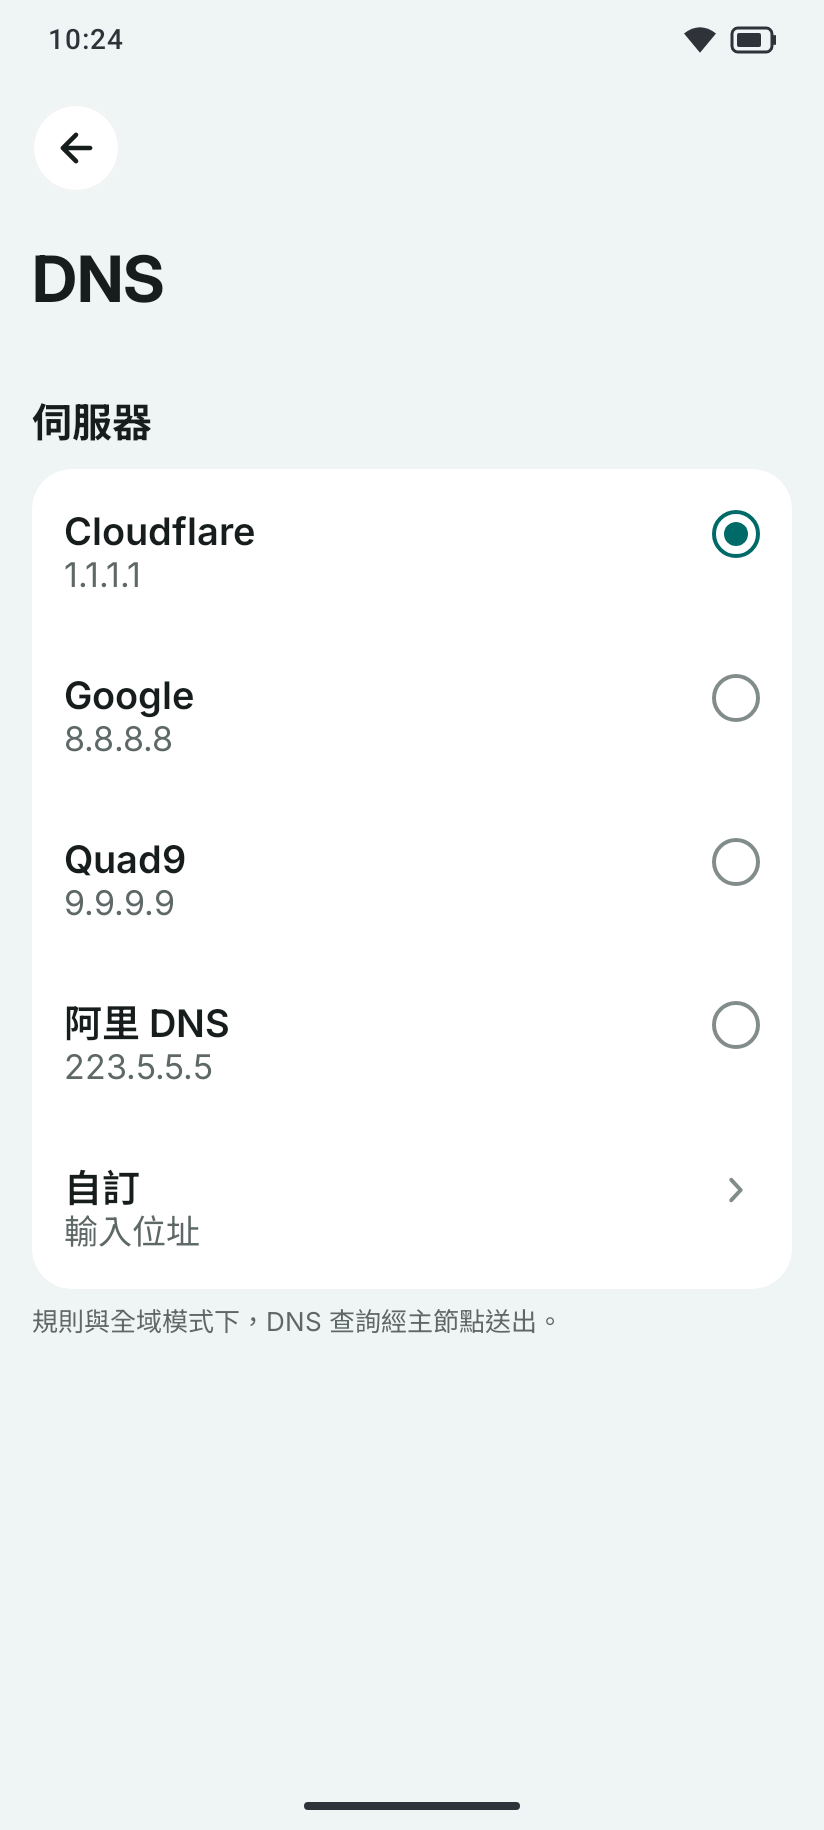 10:24
DNS
伺服器
Cloudflare
1.1.1.1
Google
8.8.8.8
Quad9
9.9.9.9
阿里 DNS
223.5.5.5
自訂
輸入位址
規則與全域模式下，DNS 查詢經主節點送出。